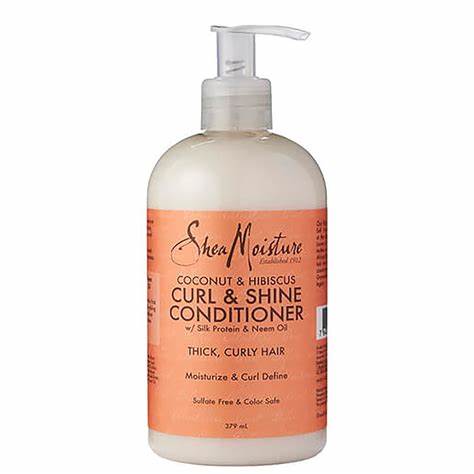 SheaMoisture
Established 1912
COCONUT & HIBISCUS
CURL & SHINE
CONDITIONER
w/ Silk Protein & Neem Oil
THICK, CURLY HAIR
Moisturize & Curl Define
Sulfate Free & Color Safe
379 mL